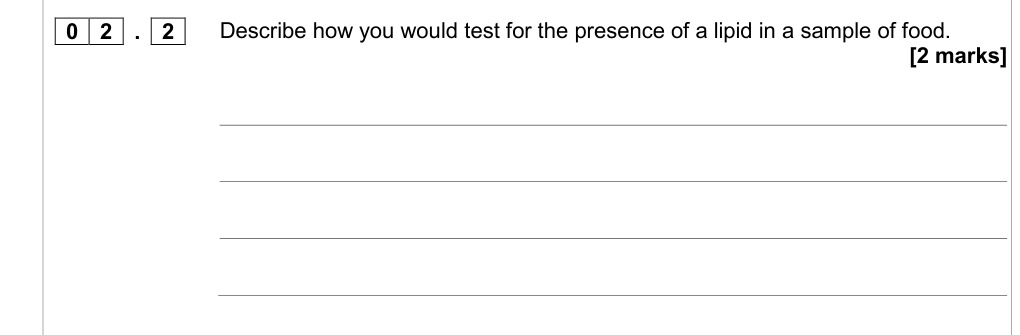 0 2 . 2 Describe how you would test for the presence of a lipid in a sample of food.
[2 marks]